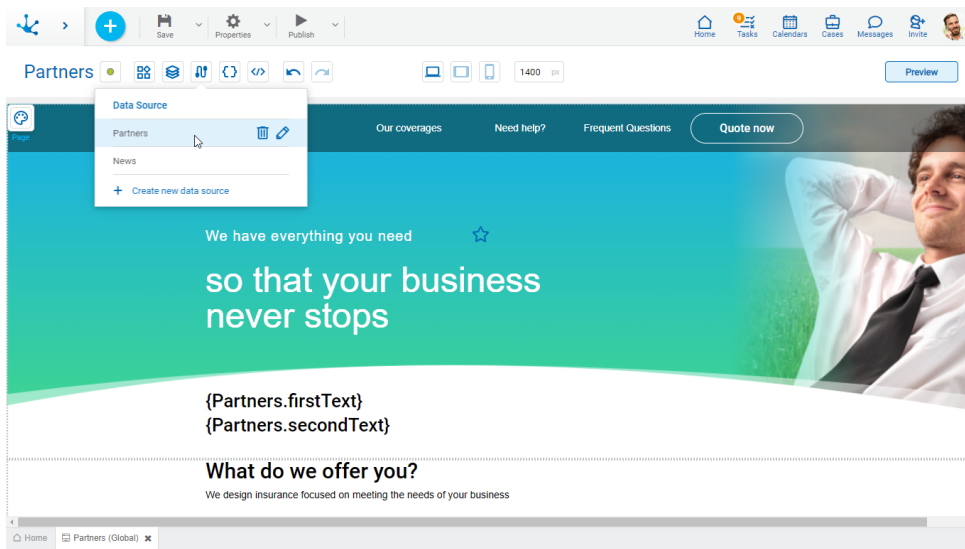 Save
Properties
Publish
Home
9
Tasks
Calendars
Cases
Messages
Invite
Partners
1400 px
Preview
Data Source
Partners
News
+ Create new data source
Page
Our coverages
Need help?
Frequent Questions
Quote now
We have everything you need
so that your business
never stops
{Partners.firstText}
{Partners.secondText}
What do we offer you?
We design insurance focused on meeting the needs of your business
Home
Partners (Global)